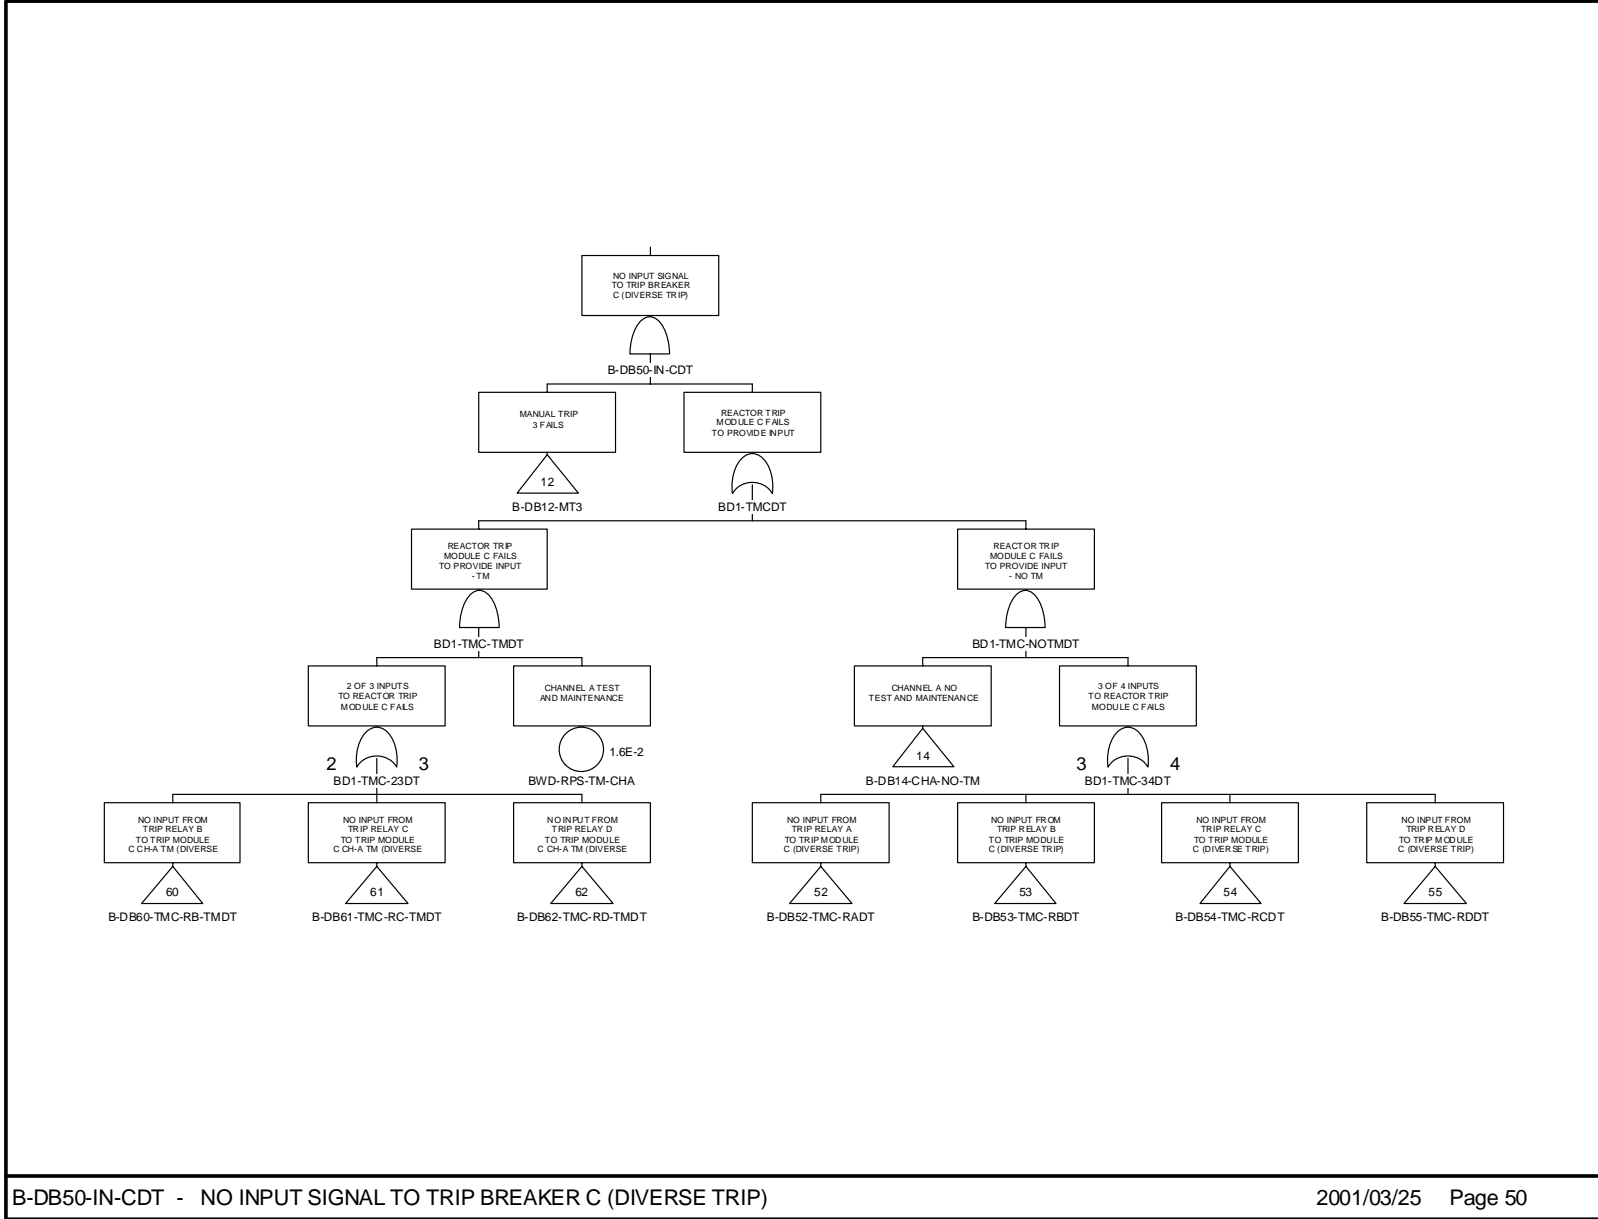 NO INPUT SIGNAL
TO TRIP BREAKER
C (DIVERSE TRIP)
B-DB50-IN-CDT
MANUAL TRIP
3 FAILS
12
B-DB12-MT3
REACTOR TRIP
MODULE C FAILS
TO PROVIDE INPUT
BD1-TMCDT
REACTOR TRIP
MODULE C FAILS
TO PROVIDE INPUT
- TM
BD1-TMC-TMDT
REACTOR TRIP
MODULE C FAILS
TO PROVIDE INPUT
- NO TM
BD1-TMC-NOTMDT
2 OF 3 INPUTS
TO REACTOR TRIP
MODULE C FAILS
2 3
BD1-TMC-23DT
CHANNEL A TEST
AND MAINTENANCE
1.6E-2
BWD-RPS-TM-CHA
CHANNEL A NO
TEST AND MAINTENANCE
14
B-DB14-CHA-NO-TM
3 OF 4 INPUTS
TO REACTOR TRIP
MODULE C FAILS
3 4
BD1-TMC-34DT
NO INPUT FROM
TRIP RELAY B
TO TRIP MODULE
C CH-A TM (DIVERSE
60
B-DB60-TMC-RB-TMDT
NO INPUT FROM
TRIP RELAY C
TO TRIP MODULE
C CH-A TM (DIVERSE
61
B-DB61-TMC-RC-TMDT
NO INPUT FROM
TRIP RELAY D
TO TRIP MODULE
C CH-A TM (DIVERSE
62
B-DB62-TMC-RD-TMDT
NO INPUT FROM
TRIP RELAY A
TO TRIP MODULE
C (DIVERSE TRIP)
52
B-DB52-TMC-RADT
NO INPUT FROM
TRIP RELAY B
TO TRIP MODULE
C (DIVERSE TRIP)
53
B-DB53-TMC-RBDT
NO INPUT FROM
TRIP RELAY C
TO TRIP MODULE
C (DIVERSE TRIP)
54
B-DB54-TMC-RCDT
NO INPUT FROM
TRIP RELAY D
TO TRIP MODULE
C (DIVERSE TRIP)
55
B-DB55-TMC-RDDT
B-DB50-IN-CDT - NO INPUT SIGNAL TO TRIP BREAKER C (DIVERSE TRIP) 2001/03/25 Page 50